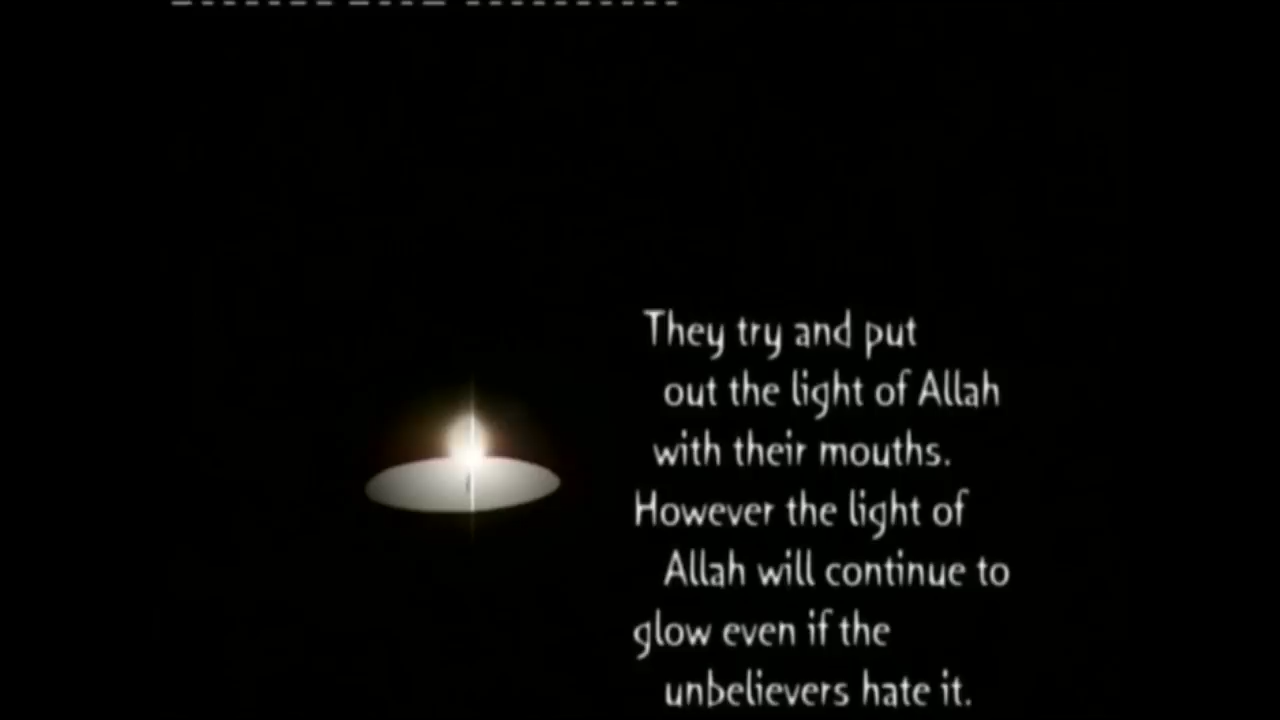 They try and put
out the light of Allah
with their mouths.
However the light of
Allah will continue to
glow even if the
unbelievers hate it.